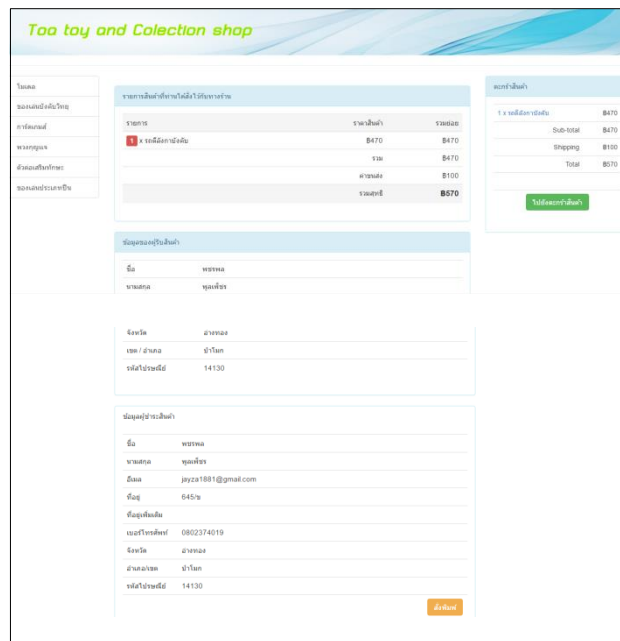 Toa toy and Colection shop
โมเดล
ของเล่นบังคับวิทยุ
การ์ดเกมส์
พวงกุญแจ
ตัวต่อเสริมทักษะ
ของเล่นประเภทปืน
รายการสินค้าที่ท่านได้สั่งไว้กับทางร้าน
รายการ ราคาสินค้า รวมย่อย
1 x รถตีลังกาบังคับ ฿470 ฿470
รวม ฿470
ค่าขนส่ง ฿100
รวมสุทธิ ฿570
ตะกร้าสินค้า
1 x รถตีลังกาบังคับ ฿470
Sub-total ฿470
Shipping ฿100
Total ฿570
ไปยังตะกร้าสินค้า
ข้อมูลของผู้รับสินค้า
ชื่อ พชรพล
นามสกุล พูลเพ็ชร
จังหวัด อ่างทอง
เขต / อำเภอ ป่าโมก
รหัสไปรษณีย์ 14130
ข้อมูลผู้ชำระสินค้า
ชื่อ พชรพล
นามสกุล พูลเพ็ชร
อีเมล jayza1881@gmail.com
ที่อยู่ 645/ข
ที่อยู่เพิ่มเติม
เบอร์โทรศัพท์ 0802374019
จังหวัด อ่างทอง
อำเภอ/เขต ป่าโมก
รหัสไปรษณีย์ 14130
สั่งพิมพ์